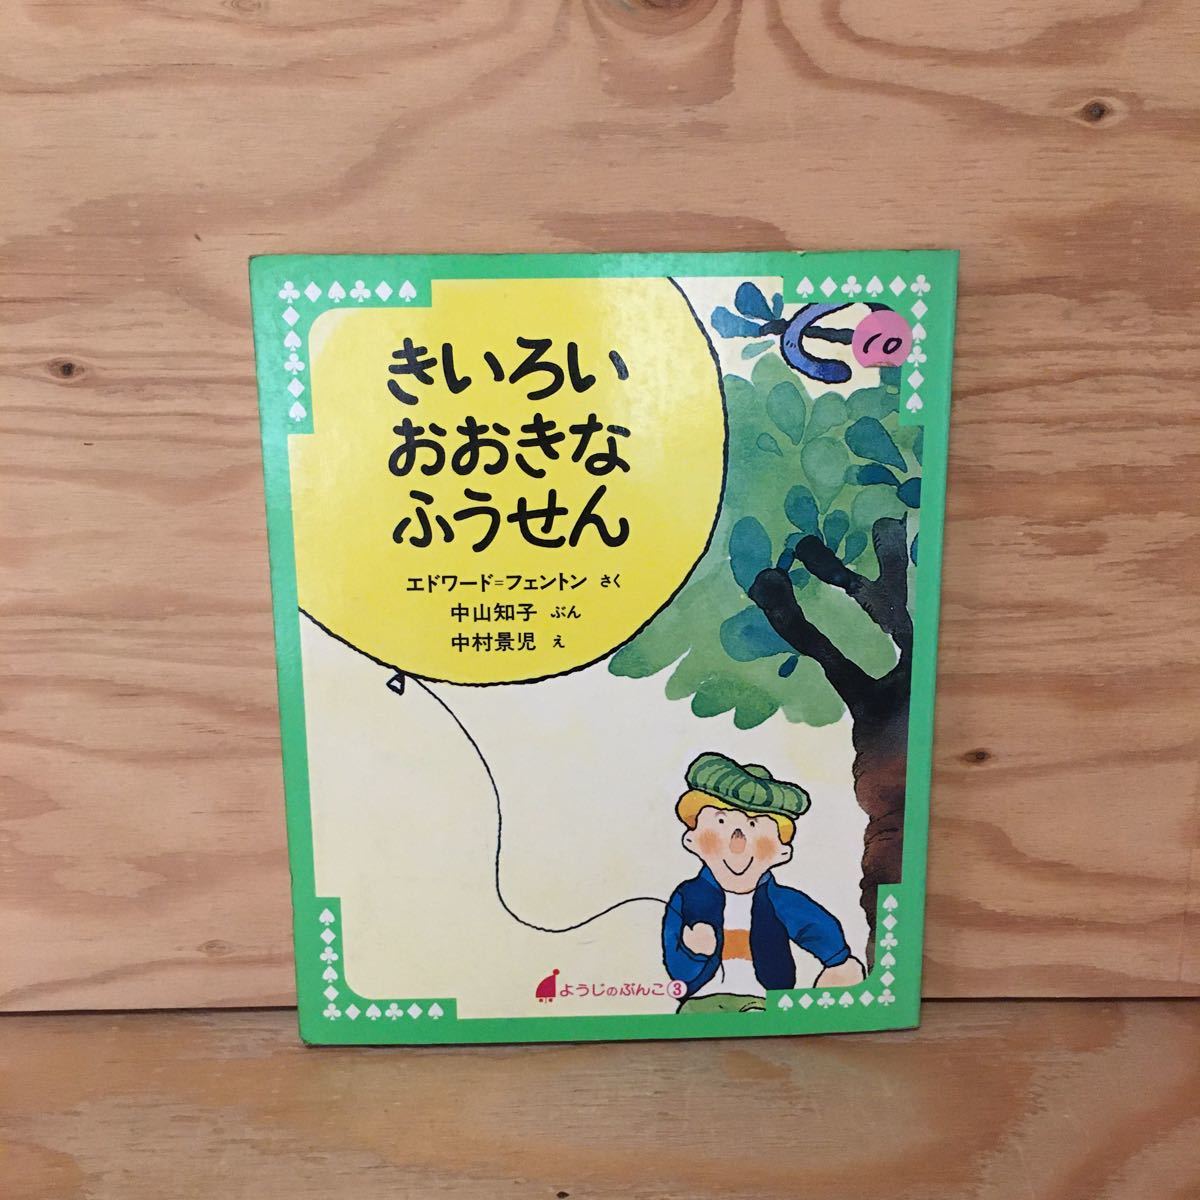 きいろい
おおきな
ふうせん
エドワード=フェントン さく
中山知子 ぶん
中村景児 え
10
ようじのぶんこ3